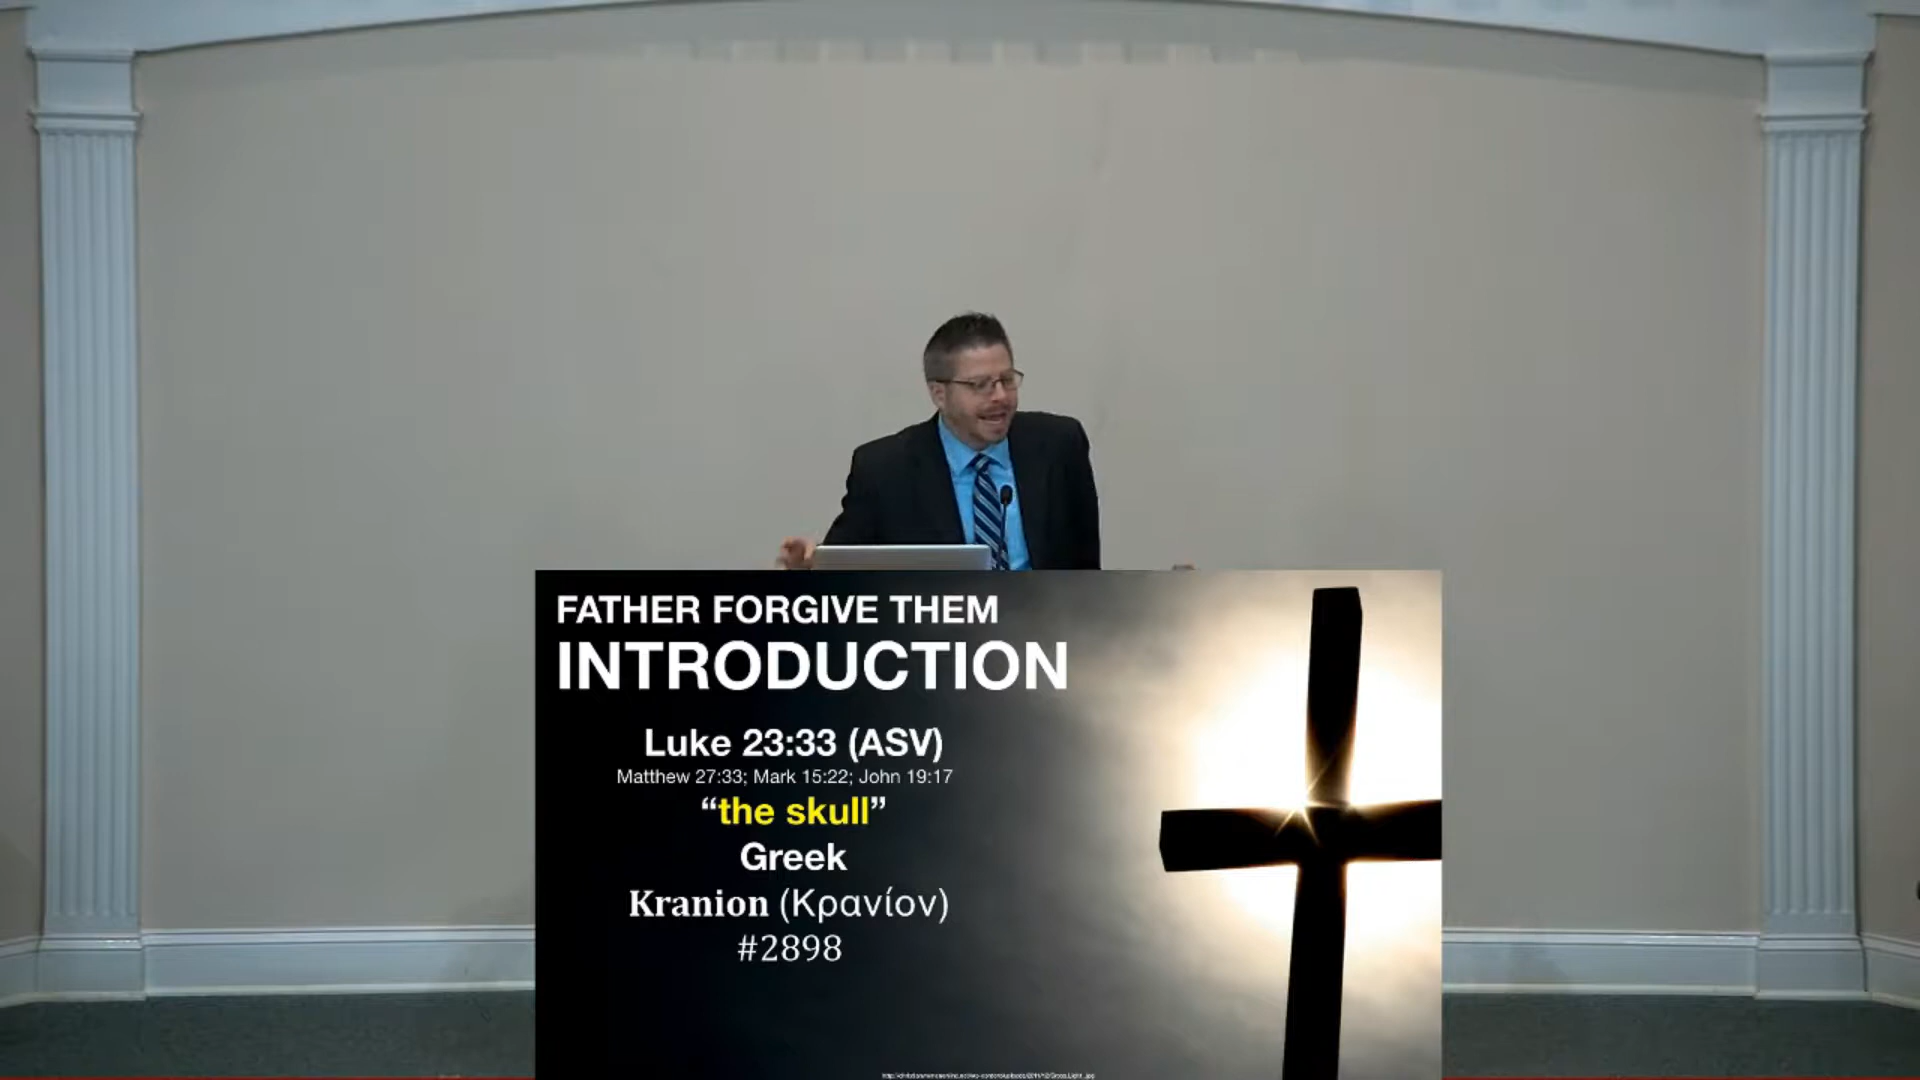 FATHER FORGIVE THEM
INTRODUCTION
Luke 23:33 (ASV)
Matthew 27:33; Mark 15:22; John 19:17
“the skull”
Greek
Kranion (Κρανίον)
#2898